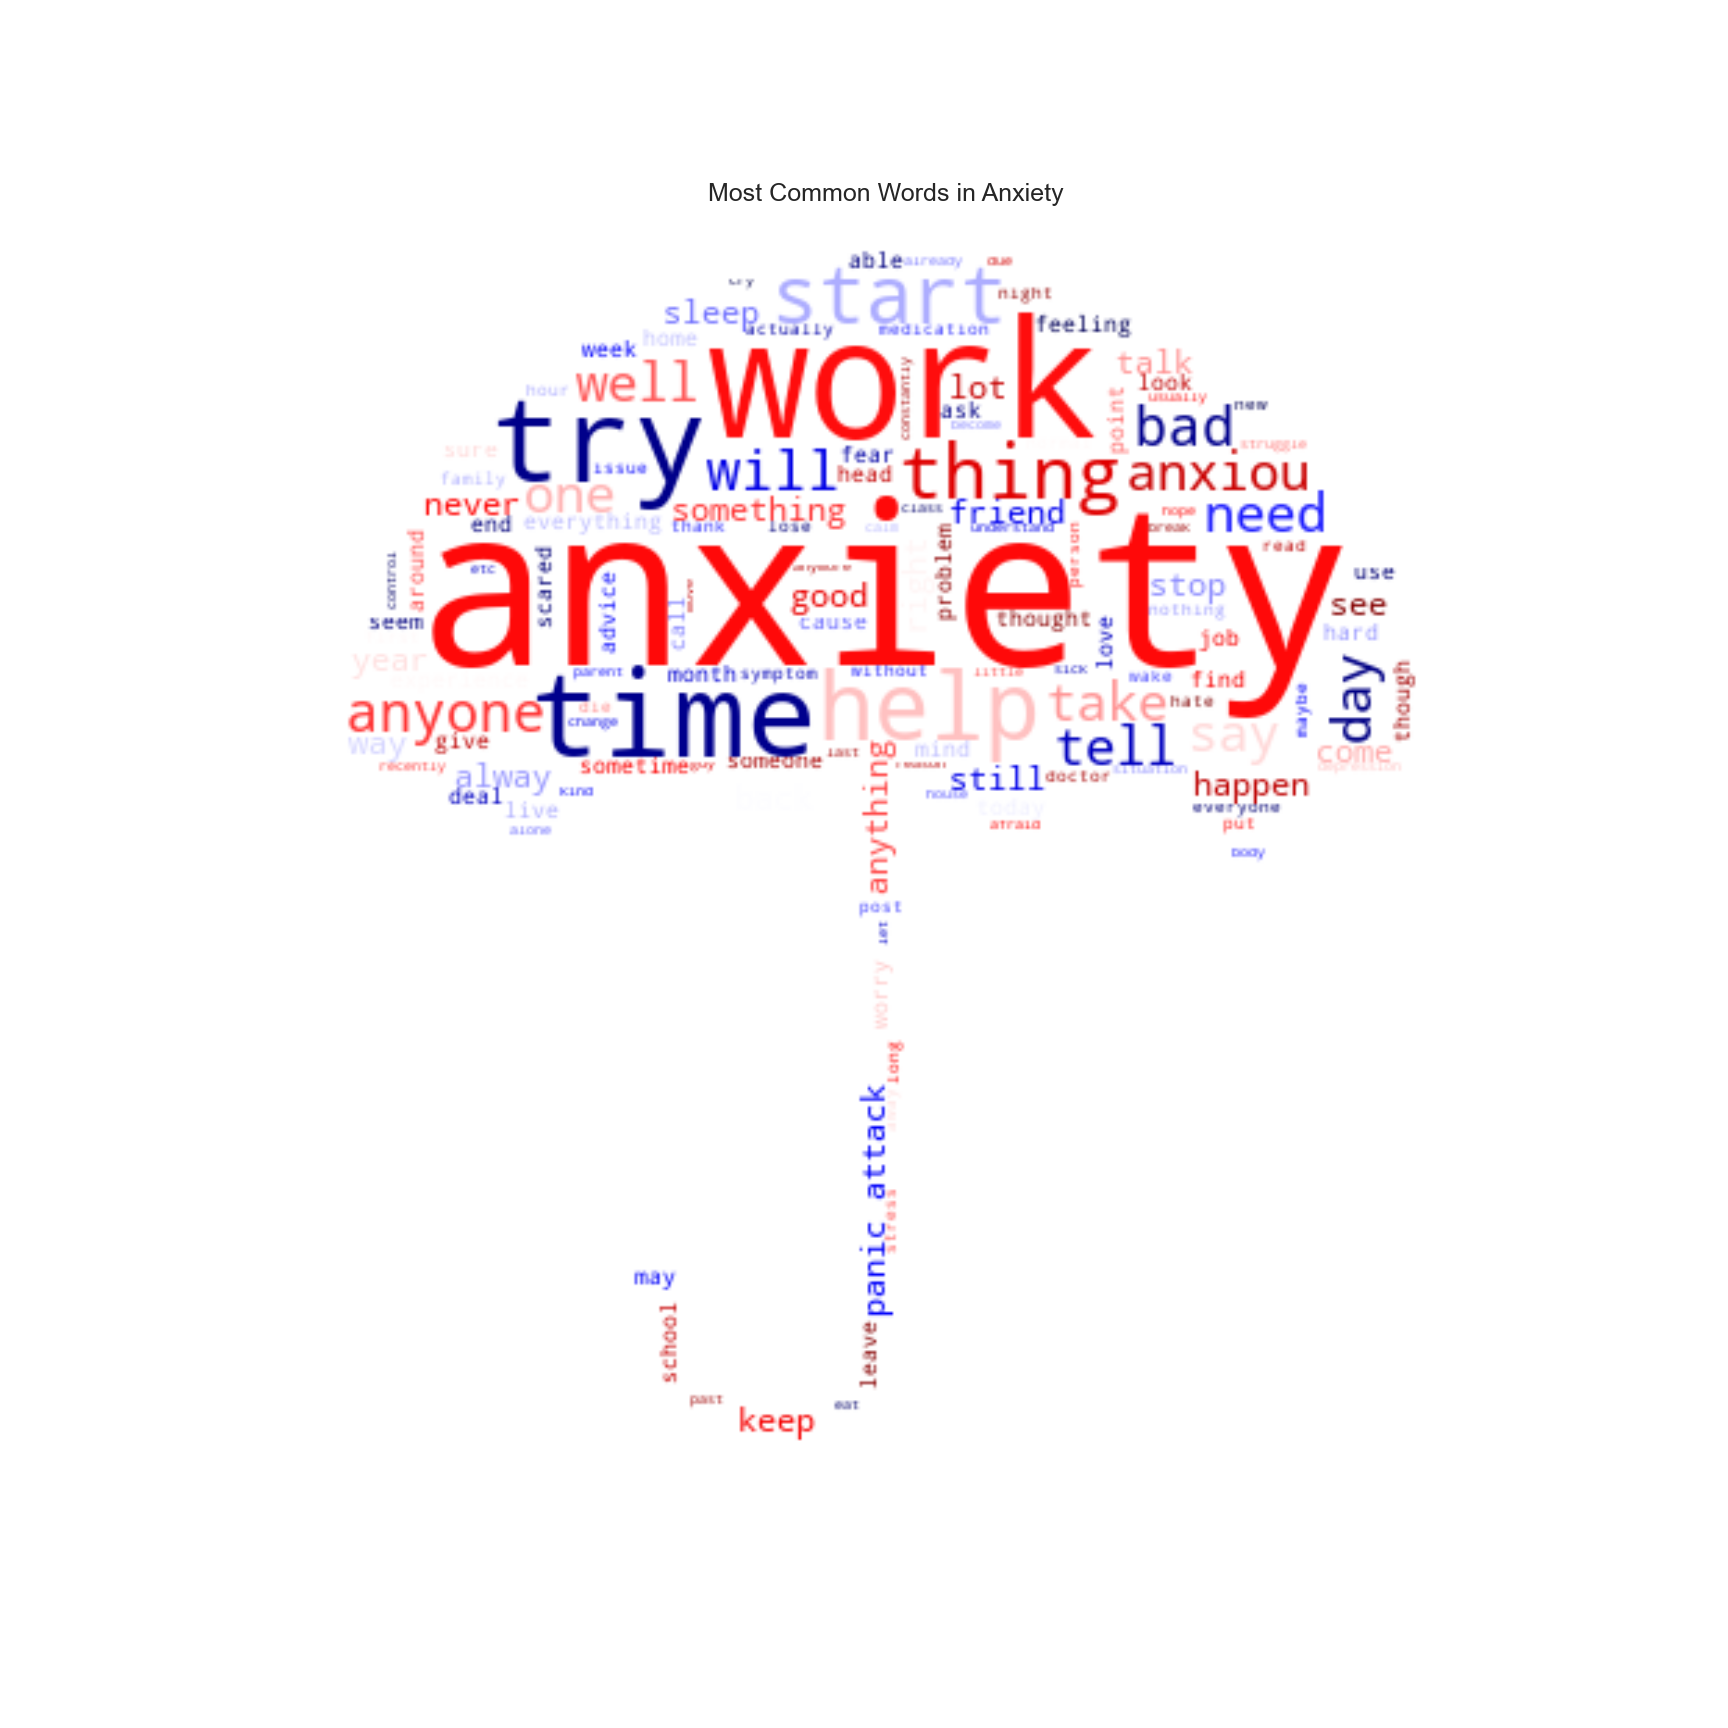 Most Common Words in Anxiety
able already due
try start night
sleep actually medication feeling
week home work talk
hour well constantly lot look
usually
try ask become point bad new
sure issue will fear head thing anxiou struggle
family
never one something class friend hope need
end everything thank lose calm understand break
read
control around etc scared anxiety problem person stop use
advice call good right nothing see
seem move cause thought love job hard
year parent month symptom without little sick wake find day though
experience
anyone die time help take hate maybe
change
way give anything mind tell say come
recently sometime someone last reason situation depression
alway still doctor happen
deal kind back house today everyone
live afraid put
alone body
post
let
worry
long
panic attack
stress
may
school leave
past eat
keep